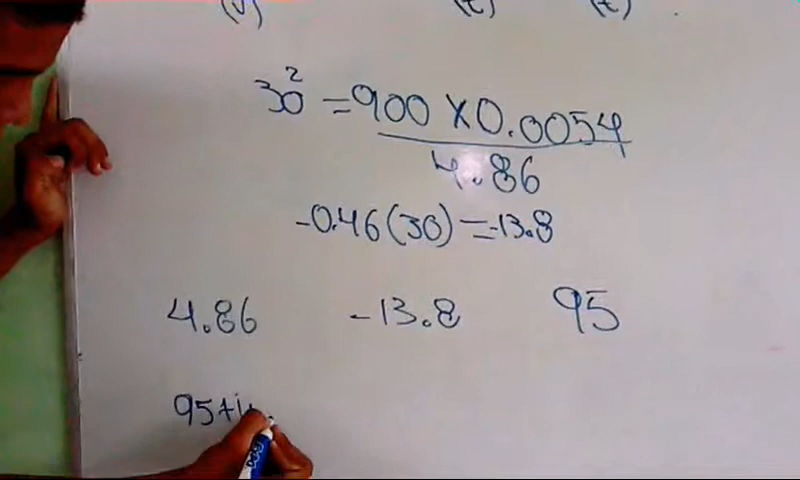 (v) (t) (t)
30² = 900 x 0.0054
4.86
-0.46(30) = -13.8
4.86 -13.8 95
95+